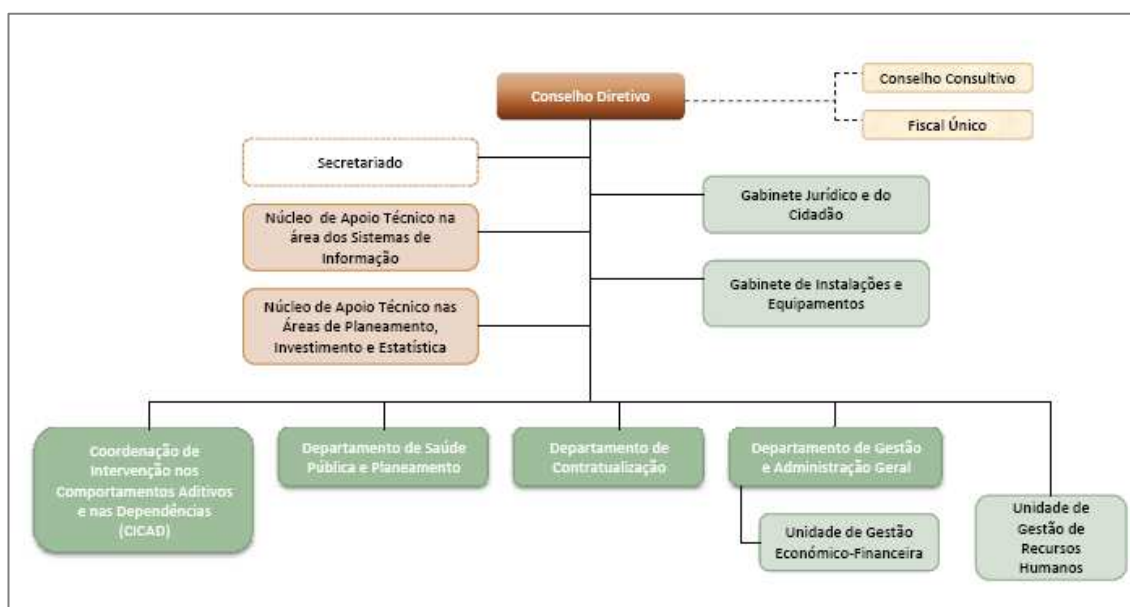 Conselho Diretivo
Conselho Consultivo
Fiscal Único
Secretariado
Gabinete Jurídico e do
Cidadão
Núcleo de Apoio Técnico na
área dos Sistemas de
Informação
Gabinete de Instalações e
Equipamentos
Núcleo de Apoio Técnico nas
Áreas de Planeamento,
Investimento e Estatística
Coordenação de
Intervenção nos
Comportamentos Aditivos
e nas Dependências
(CICAD)
Departamento de Saúde
Pública e Planeamento
Departamento de
Contratualização
Departamento de Gestão
e Administração Geral
Unidade de Gestão
Económico-Financeira
Unidade de
Gestão de
Recursos
Humanos